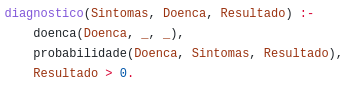 diagnostico(Sintomas, Doenca, Resultado) :-
    doenca(Doenca, _, _),
    probabilidade(Doenca, Sintomas, Resultado),
    Resultado > 0.